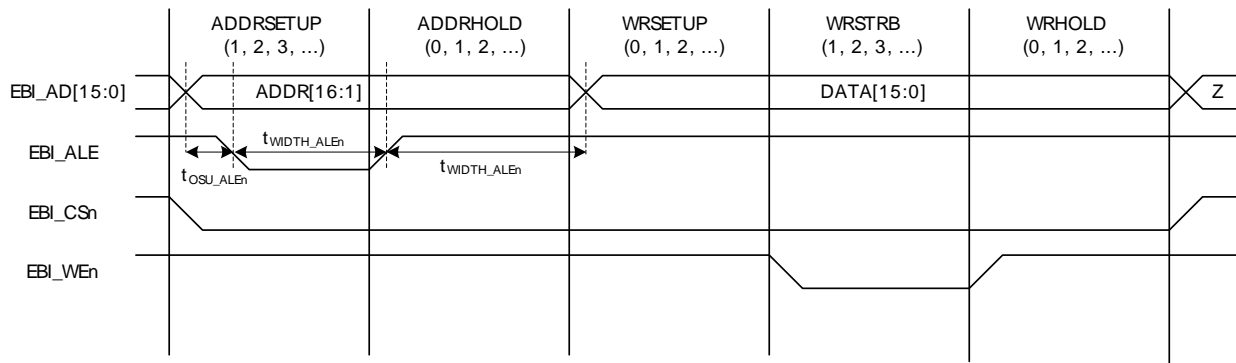 ADDRSETUP ADDRHOLD WRSETUP WRSTRB WRHOLD
(1, 2, 3, ...) (0, 1, 2, ...) (0, 1, 2, ...) (1, 2, 3, ...) (0, 1, 2, ...)
EBI_AD[15:0] ADDR[16:1] DATA[15:0] Z
EBI_ALE tWIDTH_ALEn
tOSU_ALEn tWIDTH_ALEn
EBI_CSn
EBI_WEn